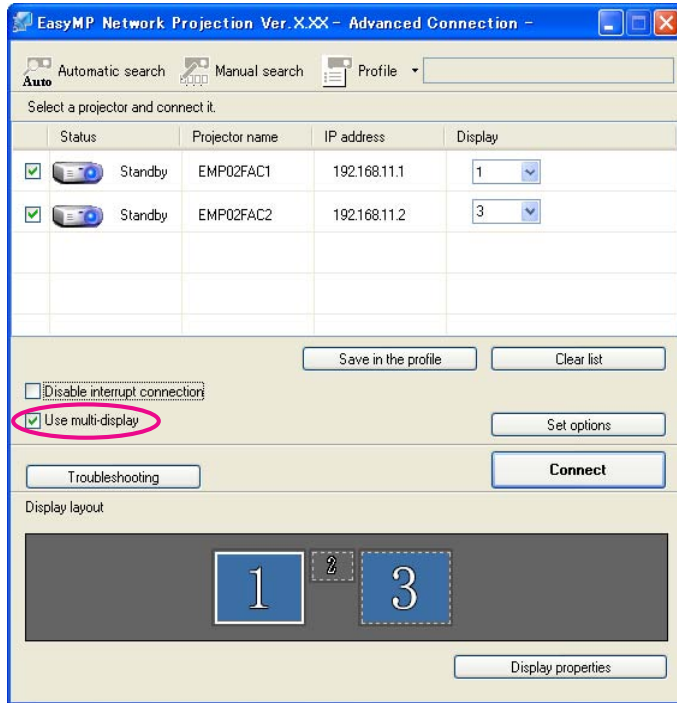 EasyMP Network Projection Ver.X.XX - Advanced Connection -
Auto Automatic search Manual search Profile
Select a projector and connect it.
Status Projector name IP address Display
Standby EMP02FAC1 192.168.11.1 1
Standby EMP02FAC2 192.168.11.2 3
Save in the profile Clear list
Disable interrupt connection
Use multi-display Set options
Troubleshooting Connect
Display layout
1 2 3
Display properties